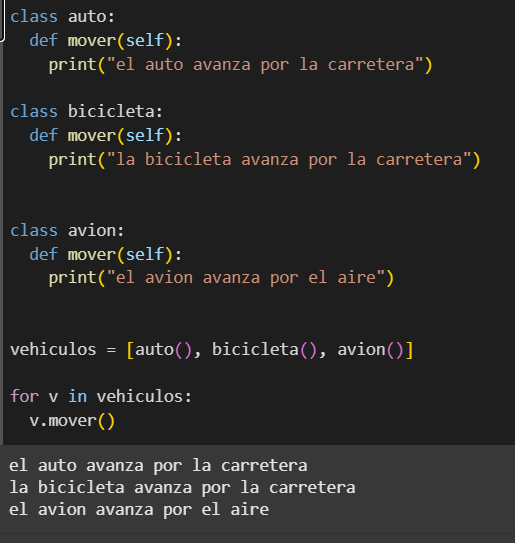 class auto:
  def mover(self):
    print("el auto avanza por la carretera")

class bicicleta:
  def mover(self):
    print("la bicicleta avanza por la carretera")


class avion:
  def mover(self):
    print("el avion avanza por el aire")


vehiculos = [auto(), bicicleta(), avion()]

for v in vehiculos:
  v.mover()
el auto avanza por la carretera
la bicicleta avanza por la carretera
el avion avanza por el aire